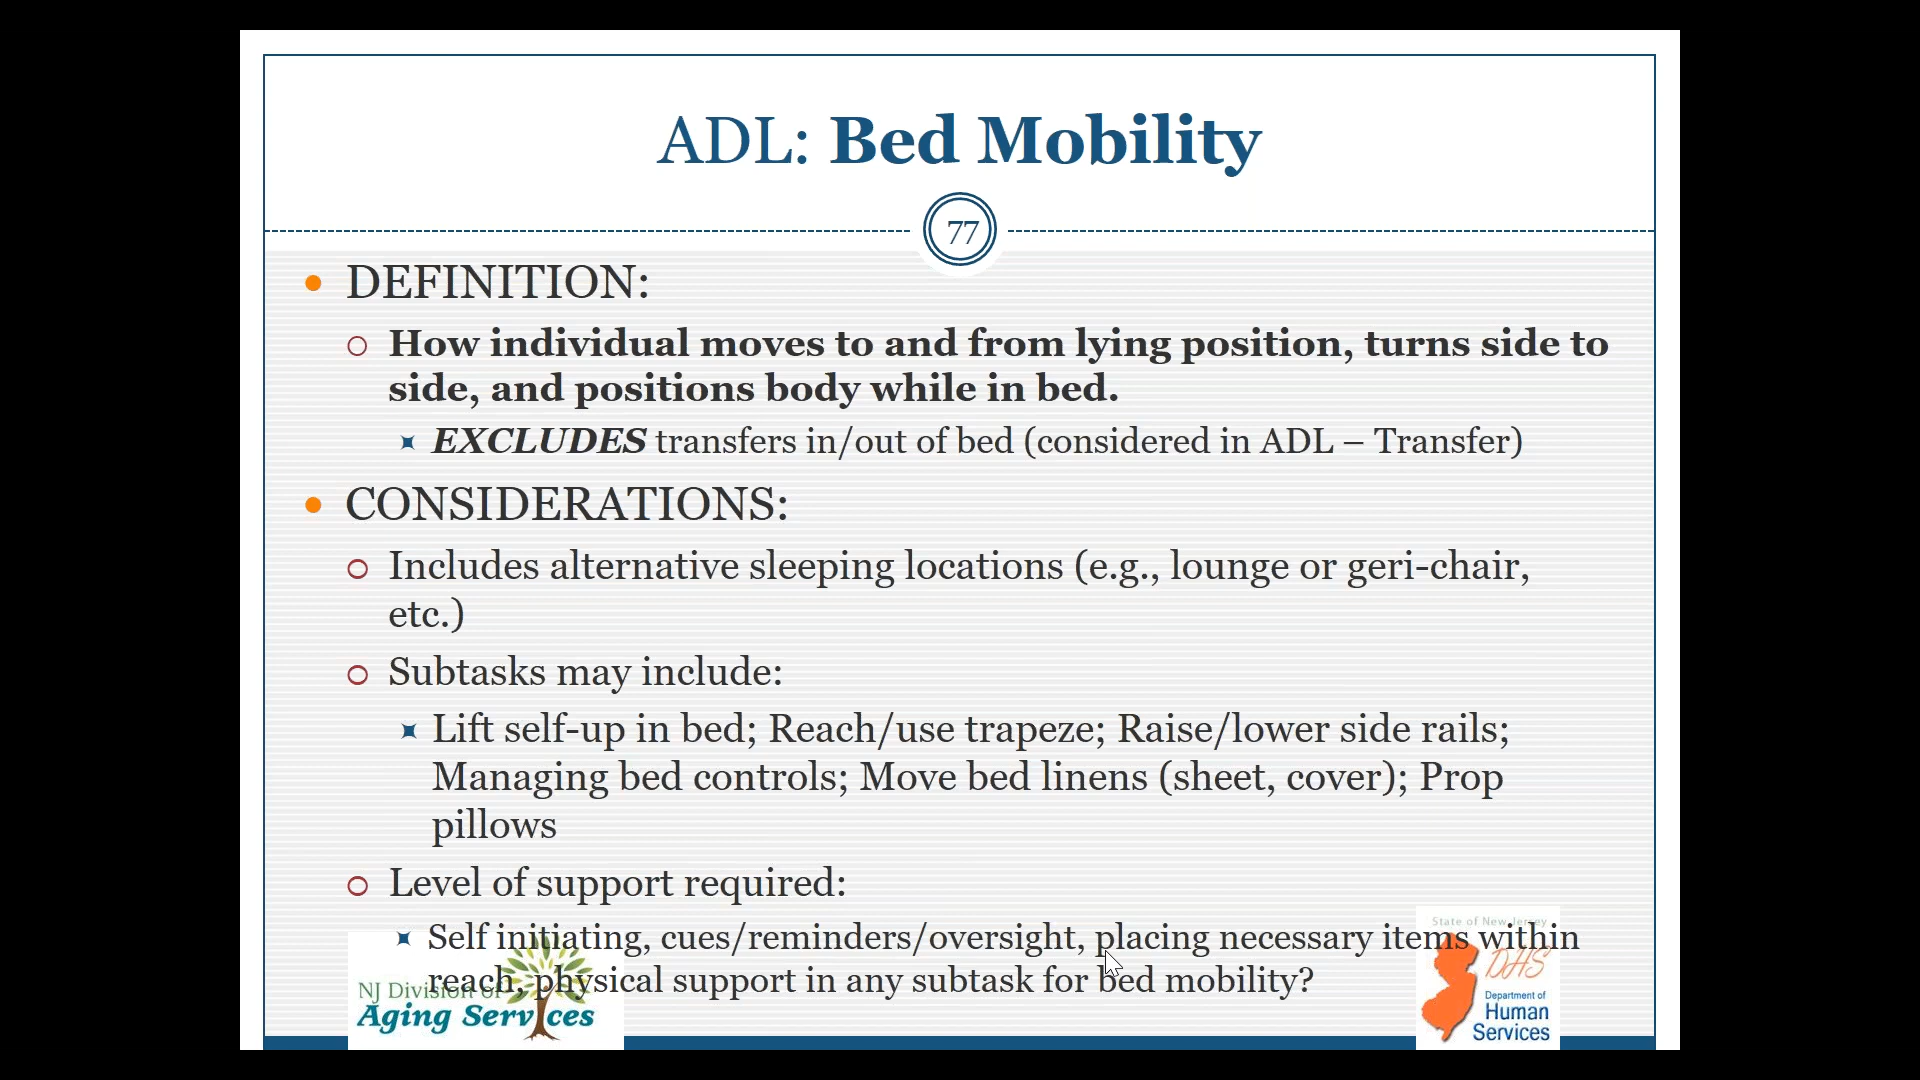 ADL: Bed Mobility
77
DEFINITION:
How individual moves to and from lying position, turns side to
side, and positions body while in bed.
EXCLUDES transfers in/out of bed (considered in ADL – Transfer)
CONSIDERATIONS:
Includes alternative sleeping locations (e.g., lounge or geri-chair,
etc.)
Subtasks may include:
Lift self-up in bed; Reach/use trapeze; Raise/lower side rails;
Managing bed controls; Move bed linens (sheet, cover); Prop
pillows
Level of support required:
Self initiating, cues/reminders/oversight, placing necessary items within
reach, physical support in any subtask for bed mobility?
NJ Division of
Aging Services
State of New Jersey
DHS
Department of
Human
Services